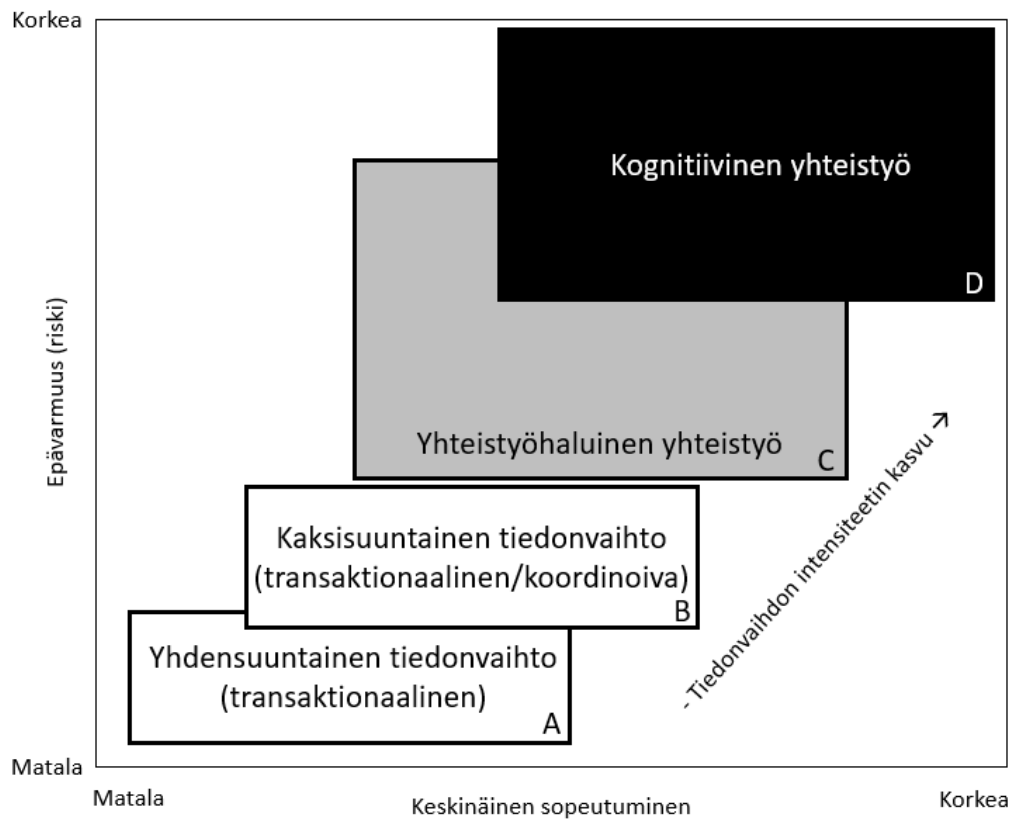 Korkea
Kognitiivinen yhteistyö
D
Epävarmuus (riski)
Yhteistyöhaluinen yhteistyö
C
Kaksisuuntainen tiedonvaihto
(transaktionaalinen/koordinoiva)
B
Yhdensuuntainen tiedonvaihto
(transaktionaalinen)
A
- Tiedonvaihdon intensiteetin kasvu →
Matala
Matala
Keskinäinen sopeutuminen
Korkea